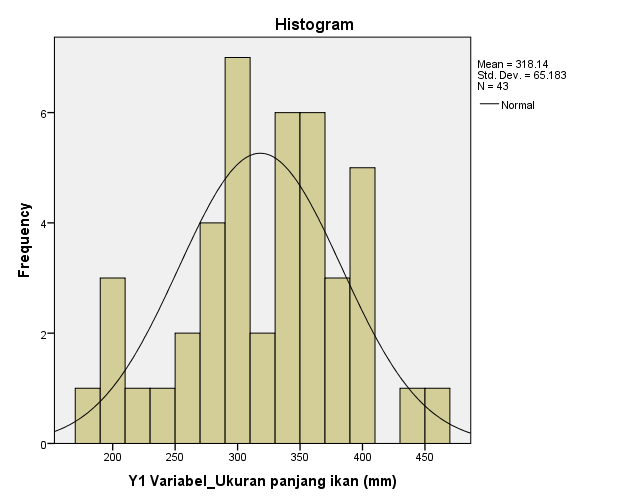 Histogram
Mean = 318.14
Std. Dev. = 65.183
N = 43
Normal
Frequency
6
4
2
0
200 250 300 350 400 450
Y1 Variabel_Ukuran panjang ikan (mm)